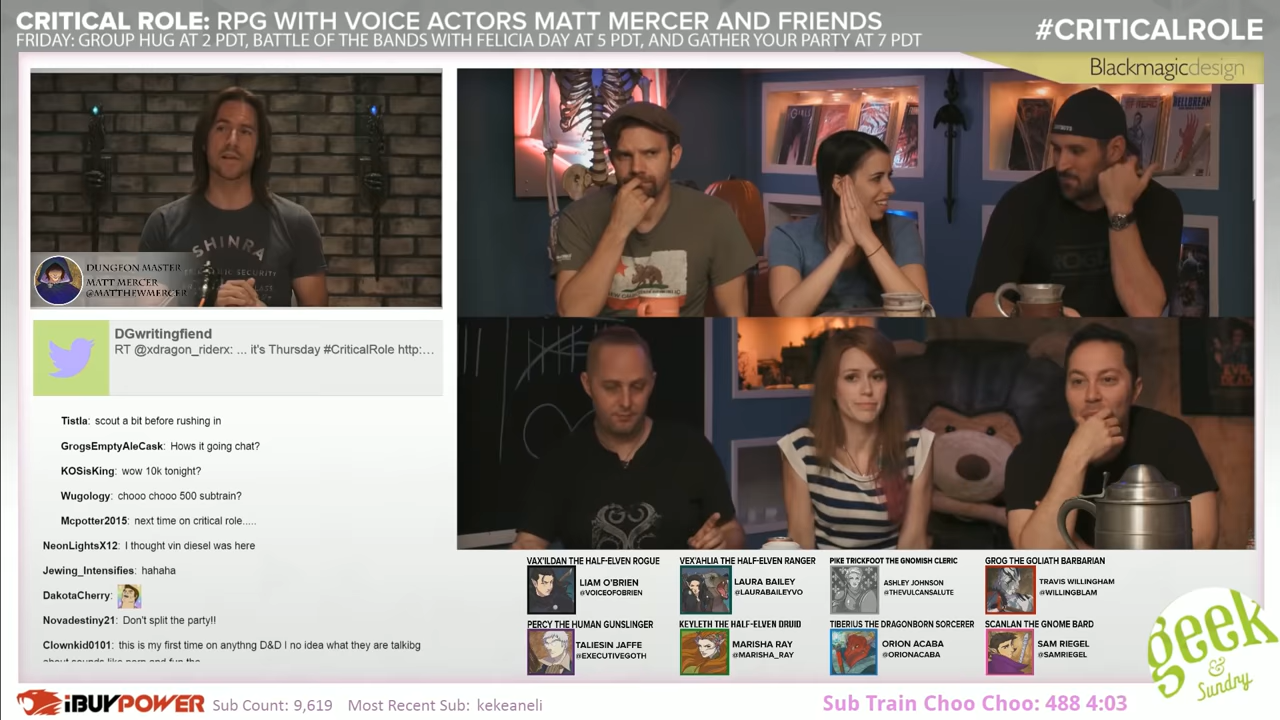 CRITICAL ROLE: RPG WITH VOICE ACTORS MATT MERCER AND FRIENDS
FRIDAY: GROUP HUG AT 2 PDT, BATTLE OF THE BANDS WITH FELICIA DAY AT 5 PDT, AND GATHER YOUR PARTY AT 7 PDT
#CRITICALROLE
Blackmagicdesign
SHINRA
DUNGEON MASTER
MATT MERCER
@MATTHEWMERCER
DGwritingfiend
RT @xdragon_riderx: ... it's Thursday #CriticalRole http:...
Tistla: scout a bit before rushing in
GrogsEmptyAleCask: Hows it going chat?
KOSisKing: wow 10k tonight?
Wugology: chooo chooo 500 subtrain?
Mcpotter2015: next time on critical role.....
NeonLightsX12: I thought vin diesel was here
Jewing_Intensifies: hahaha
DakotaCherry:
Novadestiny21: Don't split the party!!
Clownkid0101: this is my first time on anythng D&D I no idea what they are talkibg
VAX'ILDAN THE HALF-ELVEN ROGUE
LIAM O'BRIEN
@VOICEOFOBRIEN
VEX'AHLIA THE HALF-ELVEN RANGER
LAURA BAILEY
@LAURABAILEYVO
PIKE TRICKFOOT THE GNOMISH CLERIC
ASHLEY JOHNSON
@THEVULCANSALUTE
GROG THE GOLIATH BARBARIAN
TRAVIS WILLINGHAM
@WILLINGBLAM
PERCY THE HUMAN GUNSLINGER
TALIESIN JAFFE
@EXECUTIVEGOTH
KEYLETH THE HALF-ELVEN DRUID
MARISHA RAY
@MARISHA_RAY
TIBERIUS THE DRAGONBORN SORCERER
ORION ACABA
@ORIONACABA
SCANLAN THE GNOME BARD
SAM RIEGEL
@SAMRIEGEL
geek
&
Sundry
iBUYPOWER
Sub Count: 9,619 Most Recent Sub: kekeaneli
Sub Train Choo Choo: 488 4:03